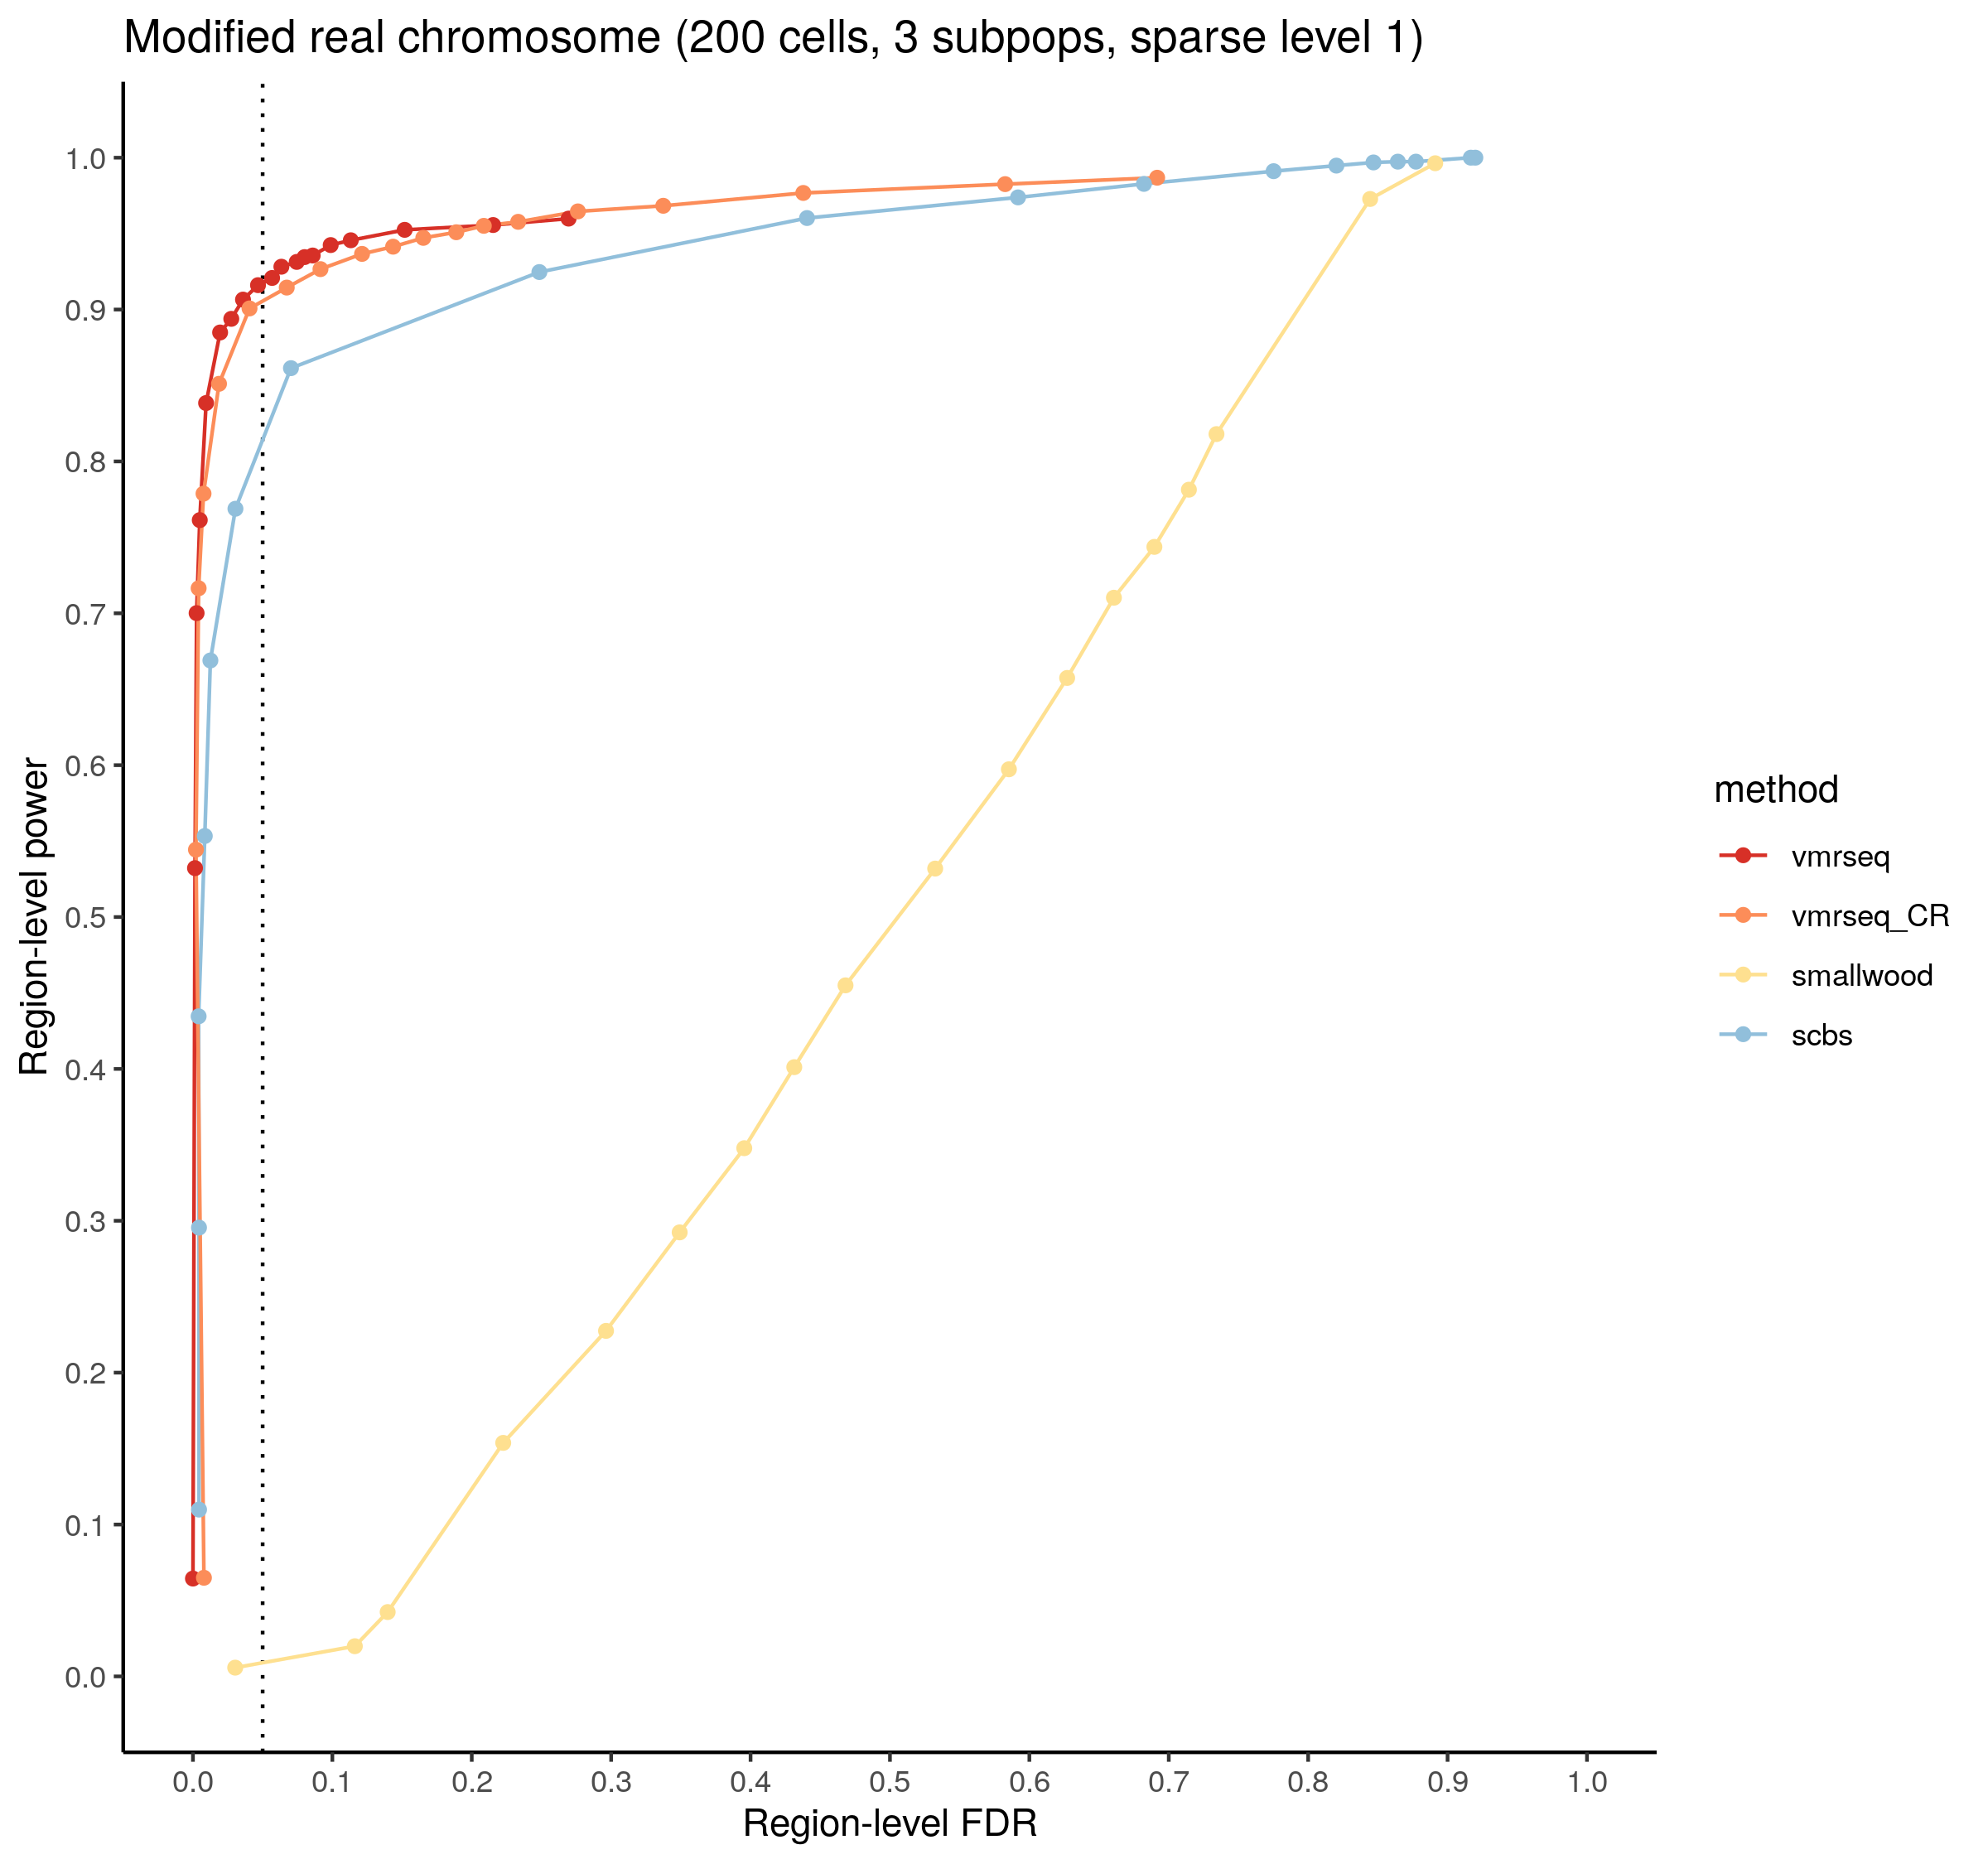 Modified real chromosome (200 cells, 3 subpops, sparse level 1)
Region-level power
1.0
0.9
0.8
0.7
0.6
0.5
0.4
0.3
0.2
0.1
0.0
0.0 0.1 0.2 0.3 0.4 0.5 0.6 0.7 0.8 0.9 1.0
Region-level FDR
method
vmrseq
vmrseq_CR
smallwood
scbs